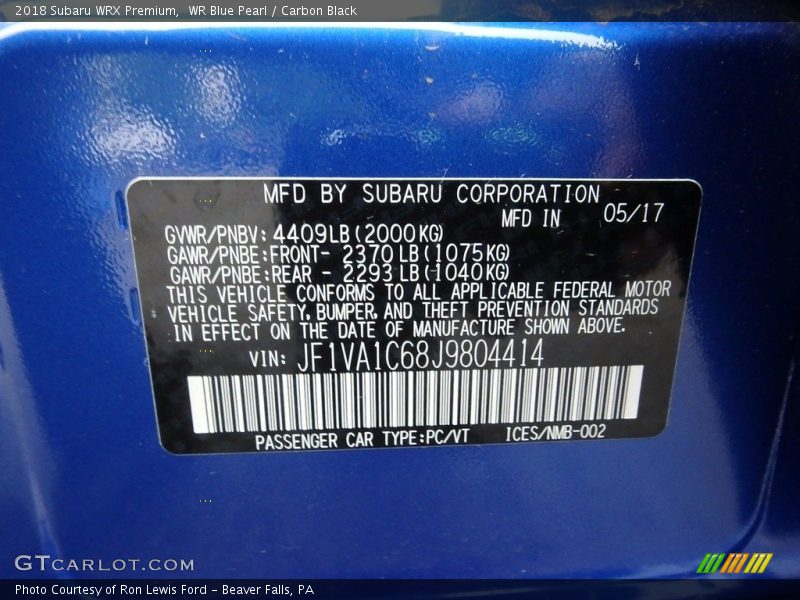 2018 Subaru WRX Premium,  WR Blue Pearl / Carbon Black
MFD BY SUBARU CORPORATION
MFD IN 05/17
GVWR/PNBV: 4409LB(2000KG)
GAWR/PNBE:FRONT- 2370LB(1075KG)
GAWR/PNBE:REAR - 2293LB(1040KG)
THIS VEHICLE CONFORMS TO ALL APPLICABLE FEDERAL MOTOR
VEHICLE SAFETY, BUMPER, AND THEFT PREVENTION STANDARDS
IN EFFECT ON THE DATE OF MANUFACTURE SHOWN ABOVE.
VIN: JF1VA1C68J9804414
PASSENGER CAR TYPE:PC/VT ICES/NMB-002
GTCARLOT.COM
Photo Courtesy of Ron Lewis Ford - Beaver Falls, PA